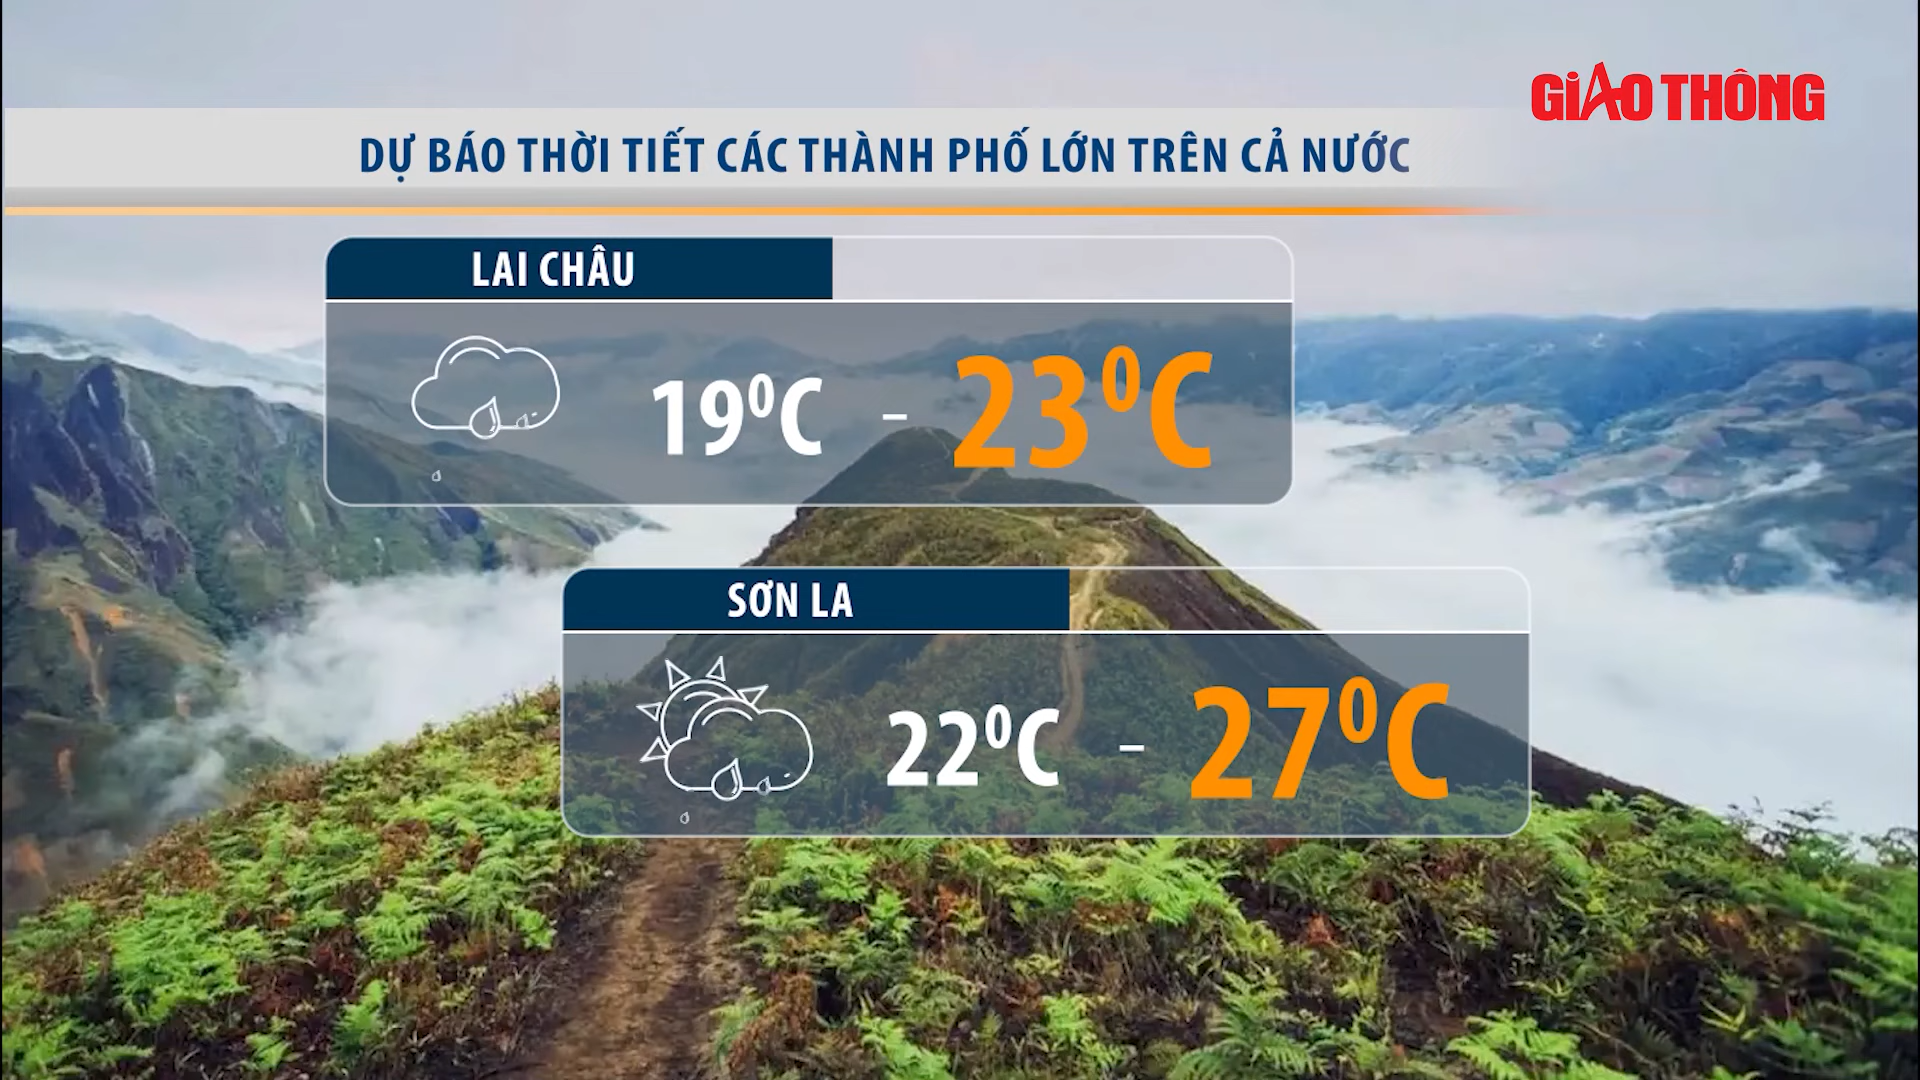 GIAO THÔNG
DỰ BÁO THỜI TIẾT CÁC THÀNH PHỐ LỚN TRÊN CẢ NƯỚC
LAI CHÂU
19⁰C – 23⁰C
SƠN LA
22⁰C – 27⁰C